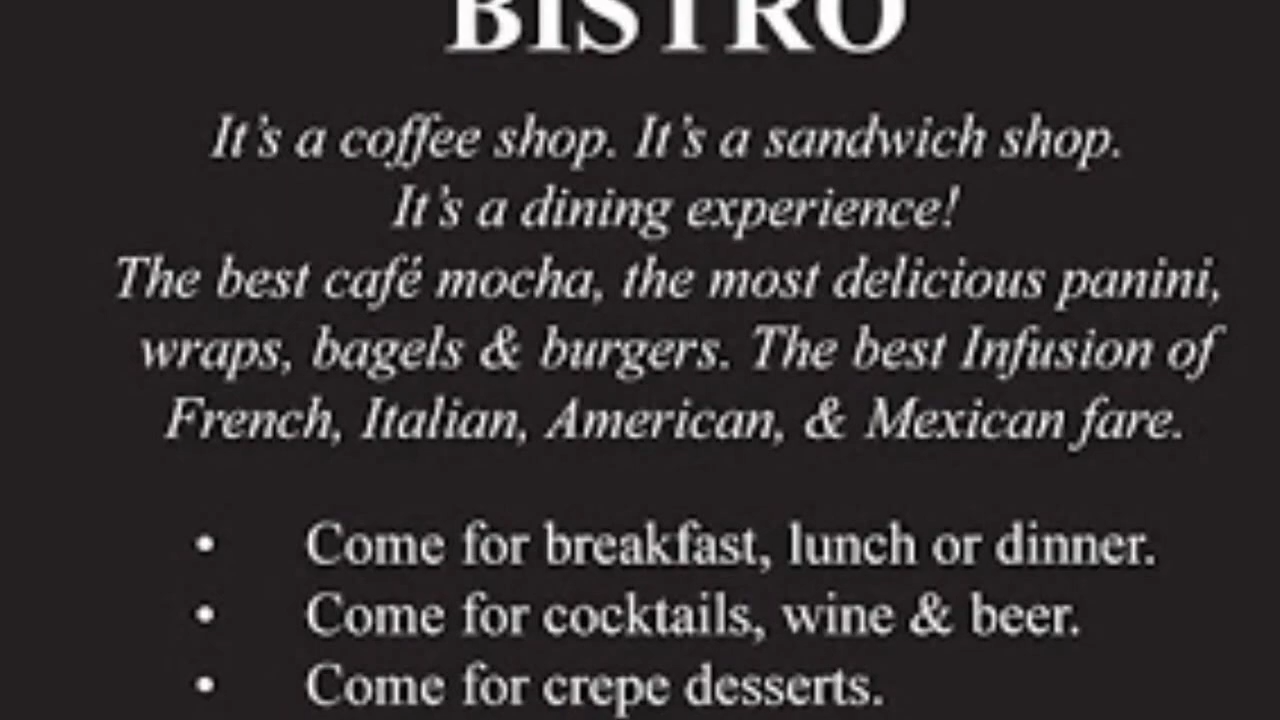 BISTRO
It’s a coffee shop. It’s a sandwich shop.
It’s a dining experience!
The best café mocha, the most delicious panini,
wraps, bagels & burgers. The best Infusion of
French, Italian, American, & Mexican fare.
• Come for breakfast, lunch or dinner.
• Come for cocktails, wine & beer.
• Come for crepe desserts.